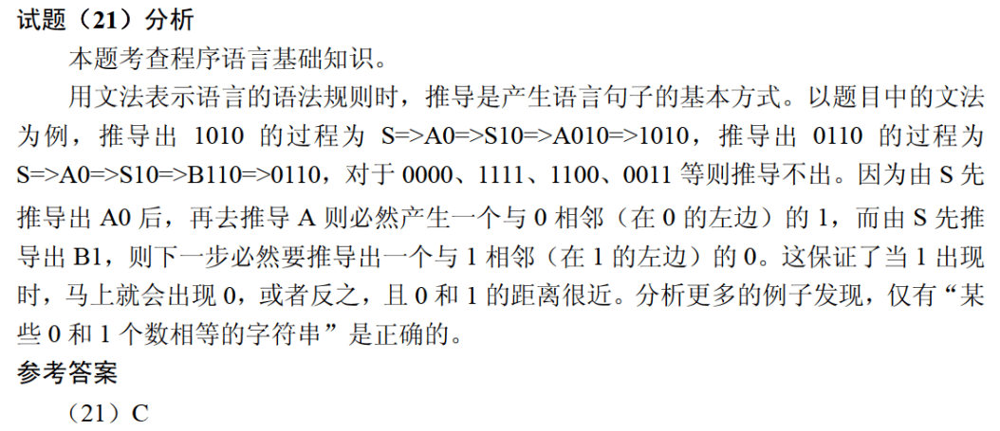 试题（21）分析
本题考查程序语言基础知识。
用文法表示语言的语法规则时，推导是产生语言句子的基本方式。以题目中的文法
为例，推导出 1010 的过程为 S=>A0=>S10=>A010=>1010，推导出 0110 的过程为
S=>A0=>S10=>B110=>0110，对于 0000、1111、1100、0011 等则推导不出。因为由 S 先
推导出 A0 后，再去推导 A 则必然产生一个与 0 相邻（在 0 的左边）的 1，而由 S 先推
导出 B1，则下一步必然要推导出一个与 1 相邻（在 1 的左边）的 0。这保证了当 1 出现
时，马上就会出现 0，或者反之，且 0 和 1 的距离很近。分析更多的例子发现，仅有“某
些 0 和 1 个数相等的字符串”是正确的。
参考答案
（21）C